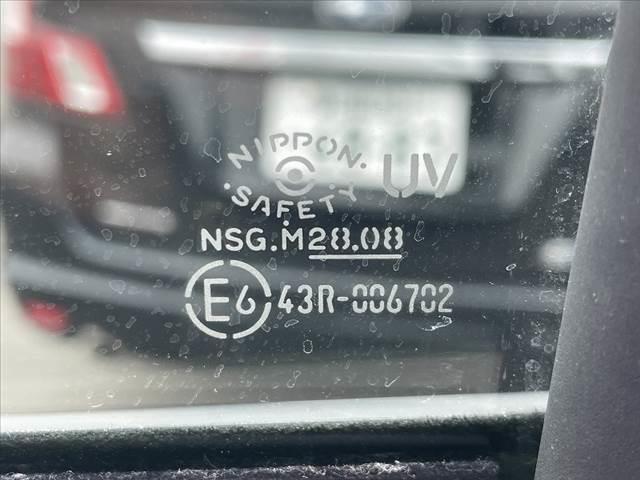 NIPPON
UV
SAFETY
NSG.M28.08
E6 43R-006702